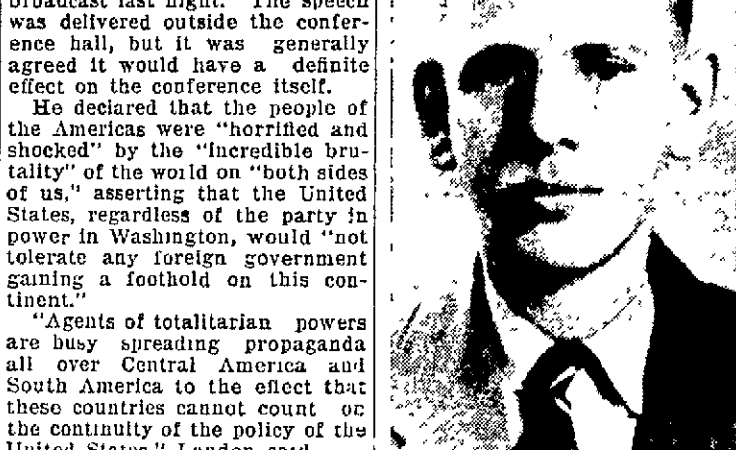 broadcast last night. The speech
was delivered outside the confer-
ence hall, but it was generally
agreed it would have a definite
effect on the conference itself.
He declared that the people of
the Americas were "horrified and
shocked" by the "incredible bru-
tality" of the world on "both sides
of us," asserting that the United
States, regardless of the party in
power in Washington, would "not
tolerate any foreign government
gaining a foothold on this con-
tinent."
"Agents of totalitarian powers
are busy spreading propaganda
all over Central America and
South America to the effect that
these countries cannot count on
the continuity of the policy of the
United States," Landon said